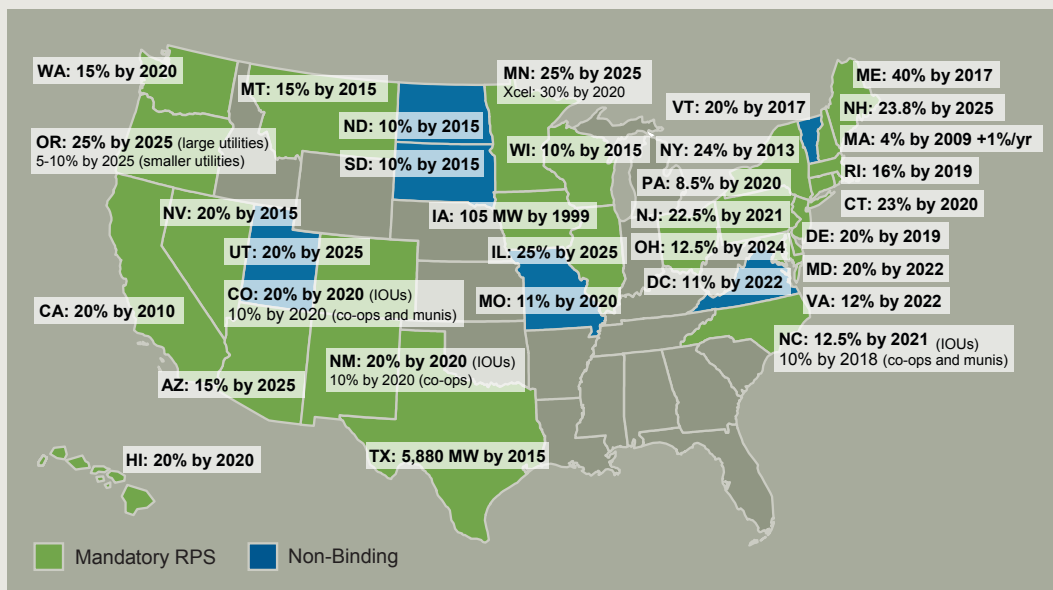 WA: 15% by 2020
MT: 15% by 2015
MN: 25% by 2025
Xcel: 30% by 2020
ME: 40% by 2017
VT: 20% by 2017
NH: 23.8% by 2025
ND: 10% by 2015
OR: 25% by 2025 (large utilities)
5-10% by 2025 (smaller utilities)
WI: 10% by 2015
NY: 24% by 2013
MA: 4% by 2009 +1%/yr
SD: 10% by 2015
RI: 16% by 2019
PA: 8.5% by 2020
CT: 23% by 2020
NV: 20% by 2015
IA: 105 MW by 1999
NJ: 22.5% by 2021
DE: 20% by 2019
UT: 20% by 2025
IL: 25% by 2025
OH: 12.5% by 2024
MD: 20% by 2022
DC: 11% by 2022
CO: 20% by 2020 (IOUs)
10% by 2020 (co-ops and munis)
MO: 11% by 2020
VA: 12% by 2022
CA: 20% by 2010
NC: 12.5% by 2021 (IOUs)
10% by 2018 (co-ops and munis)
NM: 20% by 2020 (IOUs)
10% by 2020 (co-ops)
AZ: 15% by 2025
HI: 20% by 2020
TX: 5,880 MW by 2015
Mandatory RPS
Non-Binding